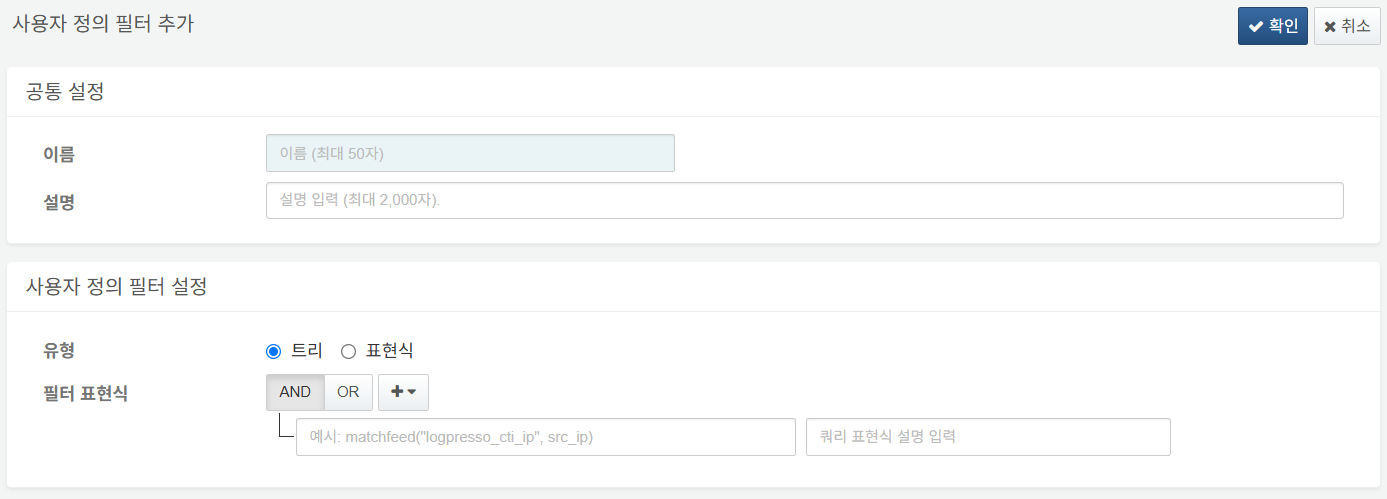 사용자 정의 필터 추가
확인 취소
공통 설정
이름 이름 (최대 50자)
설명 설명 입력 (최대 2,000자).
사용자 정의 필터 설정
유형 트리 표현식
필터 표현식 AND OR
예시: matchfeed("logpresso_cti_ip", src_ip) 쿼리 표현식 설명 입력